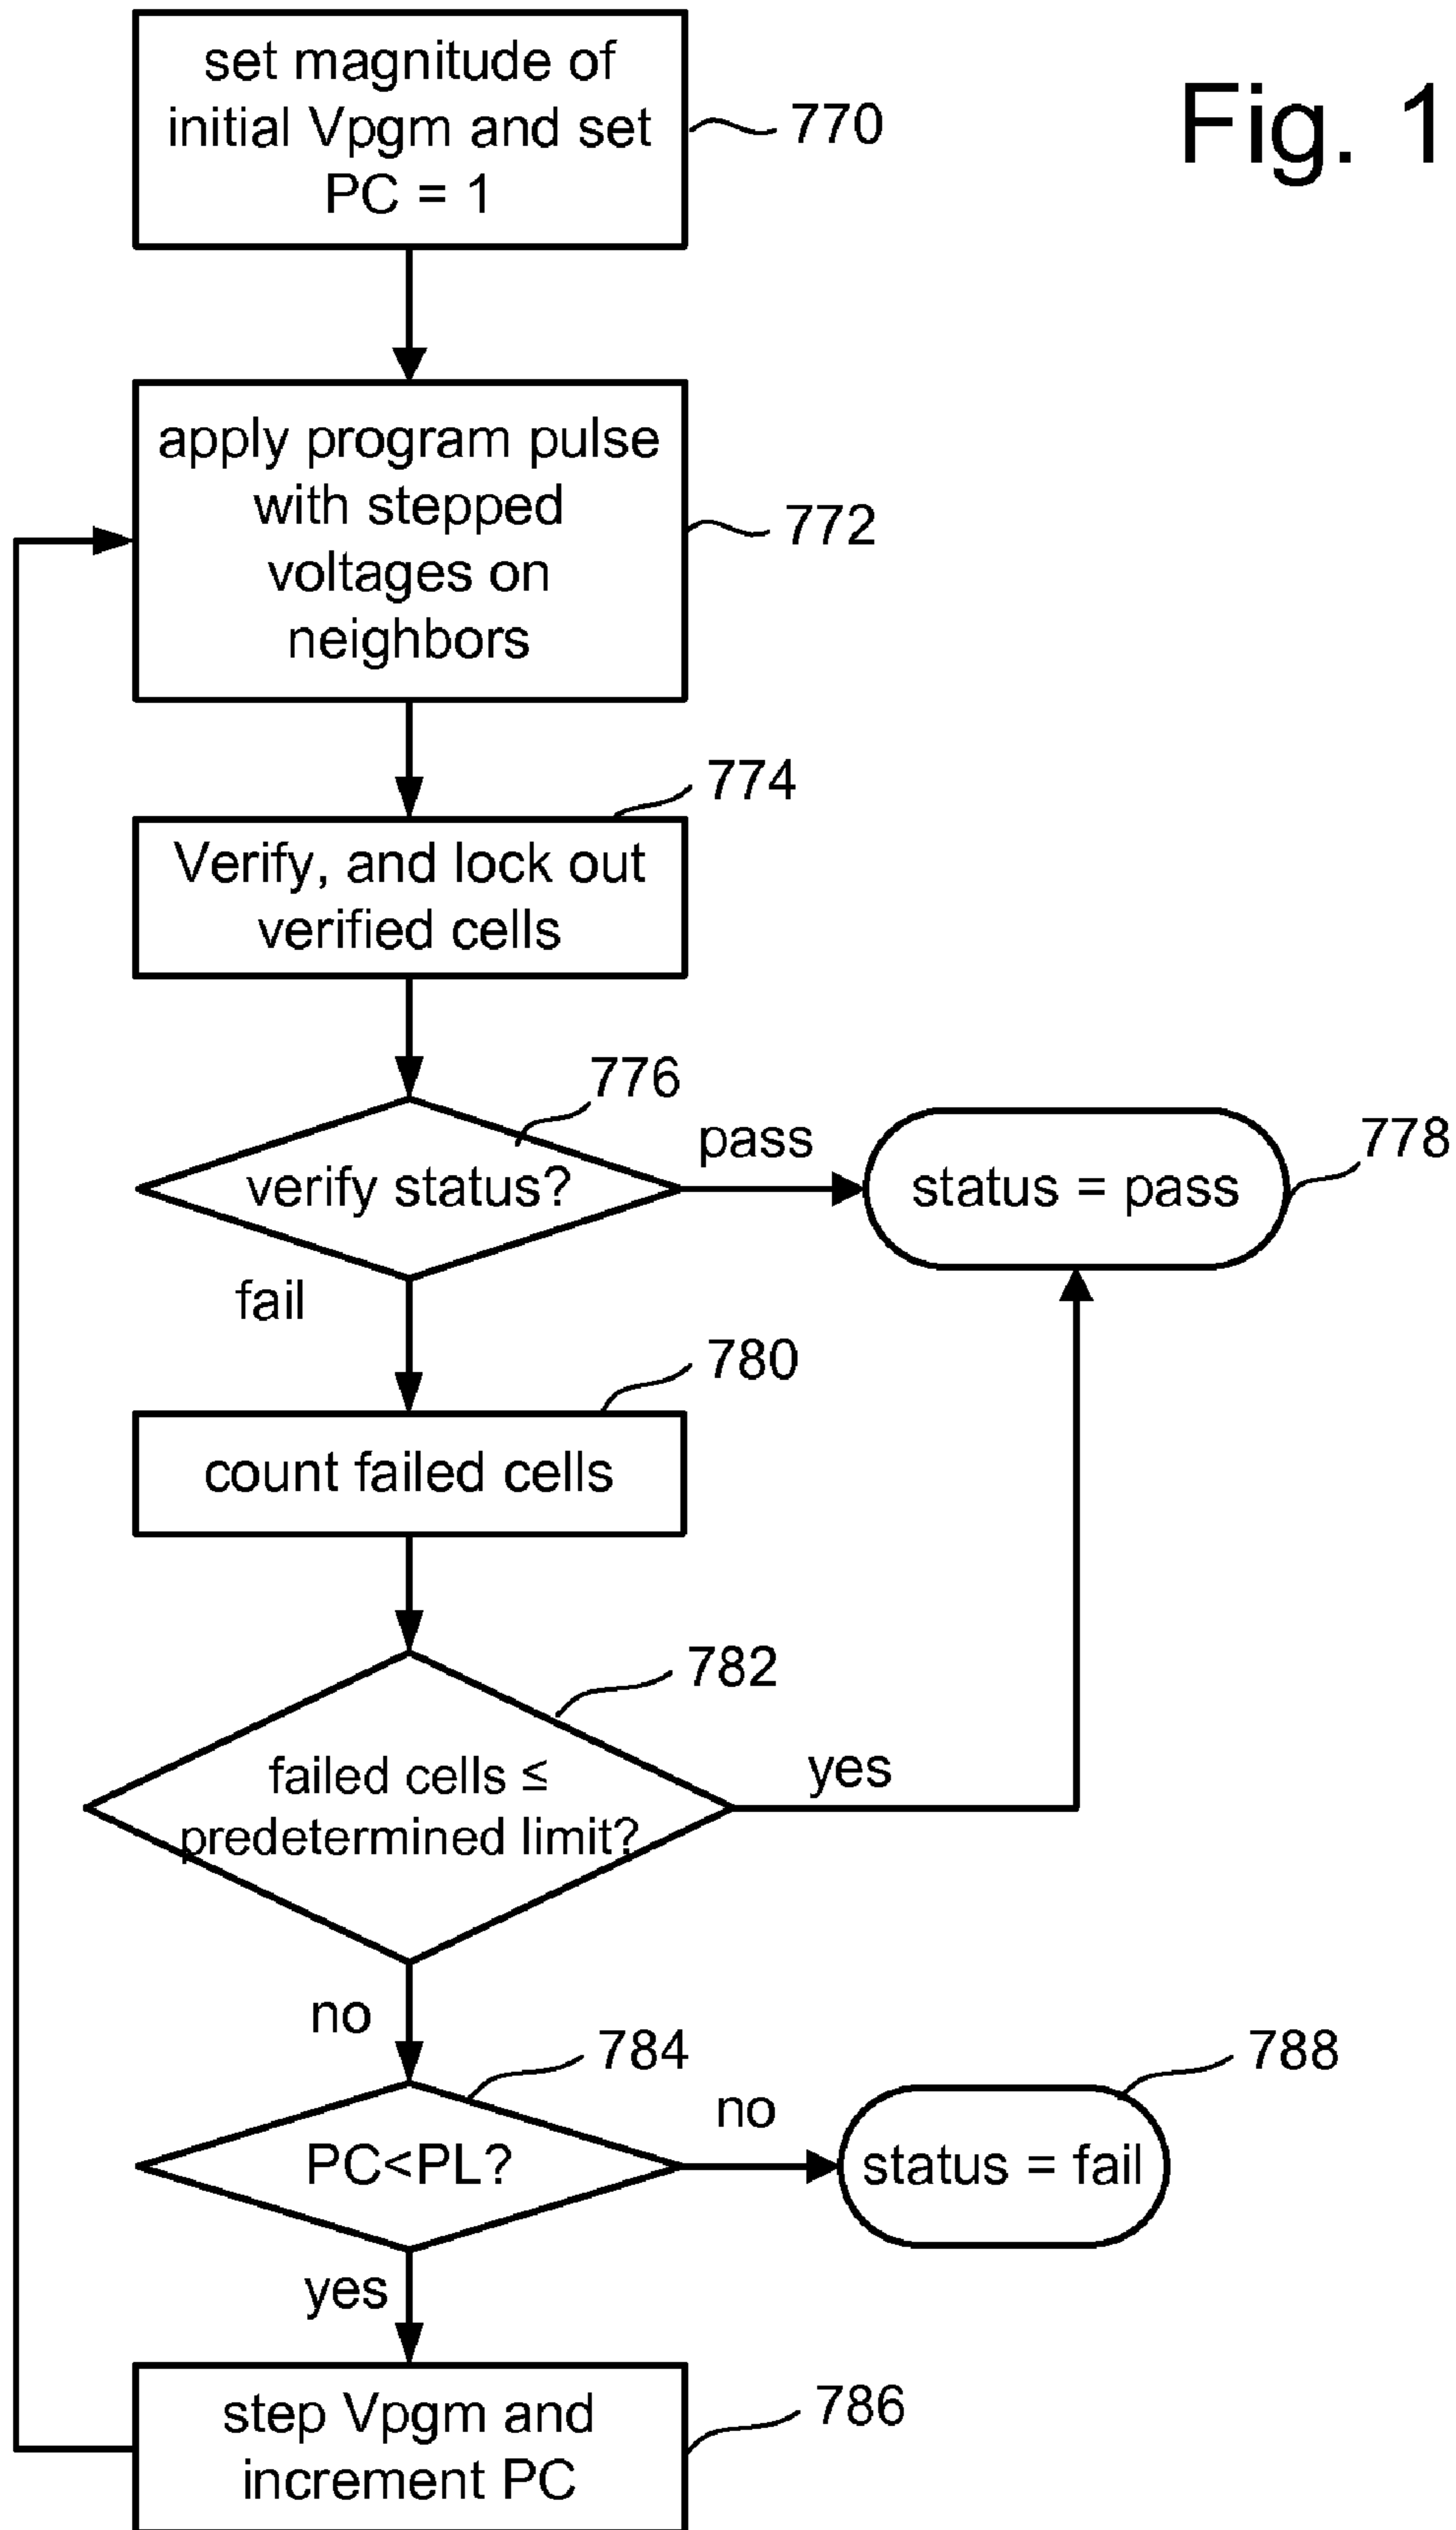 set magnitude of
initial Vpgm and set
PC = 1
770
Fig. 1
apply program pulse
with stepped
voltages on
neighbors
772
774
Verify, and lock out
verified cells
776
verify status?
pass
status = pass
778
fail
780
count failed cells
782
failed cells ≤
predetermined limit?
yes
no
784
PC<PL?
no
status = fail
788
yes
step Vpgm and
increment PC
786